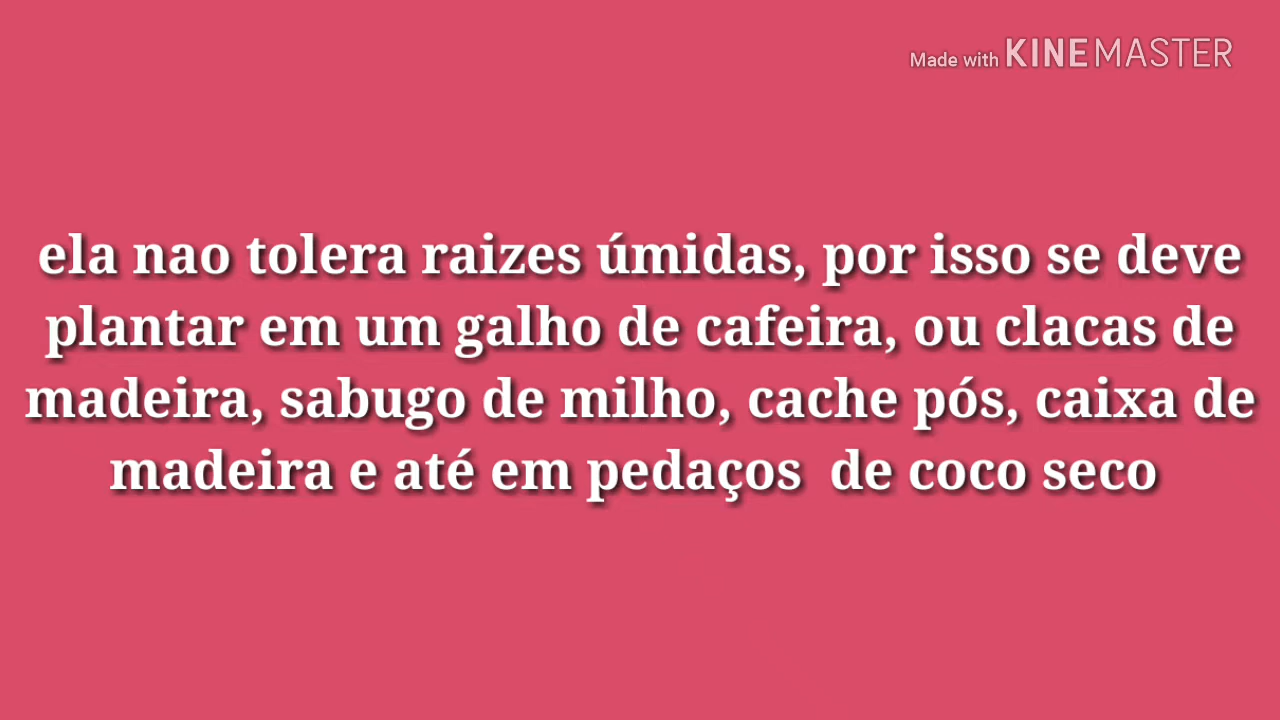 Made with KINEMASTER
ela nao tolera raizes úmidas, por isso se deve
plantar em um galho de cafeira, ou clacas de
madeira, sabugo de milho, cache pós, caixa de
madeira e até em pedaços  de coco seco